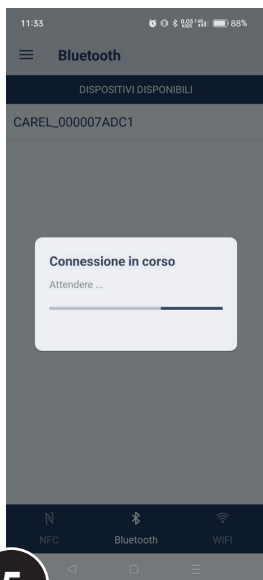 11:33 88%
Bluetooth
DISPOSITIVI DISPONIBILI
CAREL_000007ADC1
Connessione in corso
Attendere ...
NFC Bluetooth WIFI
5